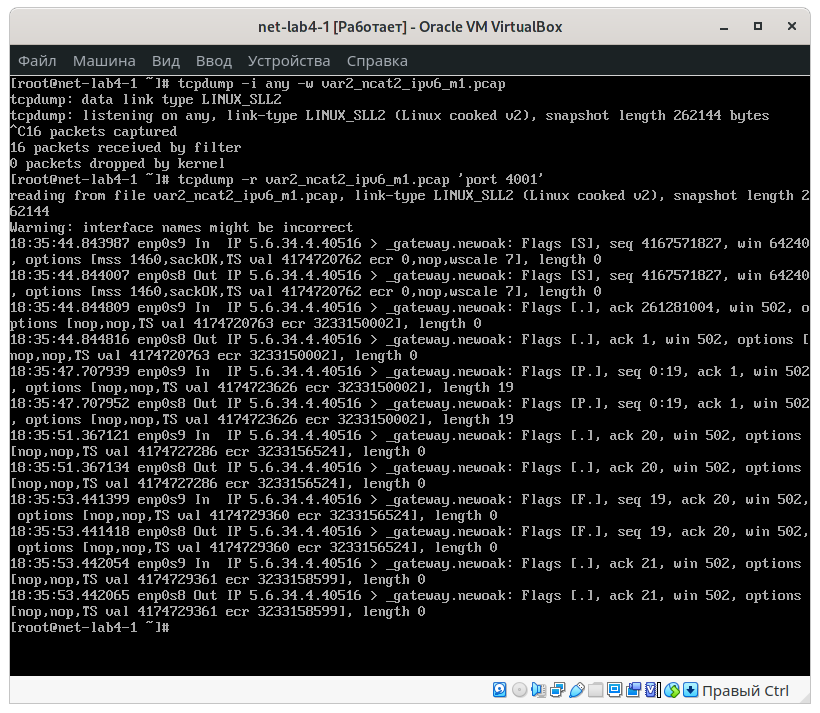 net-lab4-1 [Работает] - Oracle VM VirtualBox
Файл Машина Вид Ввод Устройства Справка
[root@net-lab4-1 ~]# tcpdump -i any -w var2_ncat2_ipv6_m1.pcap
tcpdump: data link type LINUX_SLL2
tcpdump: listening on any, link-type LINUX_SLL2 (Linux cooked v2), snapshot length 262144 bytes
^C16 packets captured
16 packets received by filter
0 packets dropped by kernel
[root@net-lab4-1 ~]# tcpdump -r var2_ncat2_ipv6_m1.pcap 'port 4001'
reading from file var2_ncat2_ipv6_m1.pcap, link-type LINUX_SLL2 (Linux cooked v2), snapshot length 2
62144
Warning: interface names might be incorrect
18:35:44.843987 enp0s9 In  IP 5.6.34.4.40516 > _gateway.newoak: Flags [S], seq 4167571827, win 64240
, options [mss 1460,sackOK,TS val 4174720762 ecr 0,nop,wscale 7], length 0
18:35:44.844007 enp0s8 Out IP 5.6.34.4.40516 > _gateway.newoak: Flags [S], seq 4167571827, win 64240
, options [mss 1460,sackOK,TS val 4174720762 ecr 0,nop,wscale 7], length 0
18:35:44.844809 enp0s9 In  IP 5.6.34.4.40516 > _gateway.newoak: Flags [.], ack 261281004, win 502, o
ptions [nop,nop,TS val 4174720763 ecr 3233150002], length 0
18:35:44.844816 enp0s8 Out IP 5.6.34.4.40516 > _gateway.newoak: Flags [.], ack 1, win 502, options [
nop,nop,TS val 4174720763 ecr 3233150002], length 0
18:35:47.707939 enp0s9 In  IP 5.6.34.4.40516 > _gateway.newoak: Flags [P.], seq 0:19, ack 1, win 502
, options [nop,nop,TS val 4174723626 ecr 3233150002], length 19
18:35:47.707952 enp0s8 Out IP 5.6.34.4.40516 > _gateway.newoak: Flags [P.], seq 0:19, ack 1, win 502
, options [nop,nop,TS val 4174723626 ecr 3233150002], length 19
18:35:51.367121 enp0s9 In  IP 5.6.34.4.40516 > _gateway.newoak: Flags [.], ack 20, win 502, options
[nop,nop,TS val 4174727286 ecr 3233156524], length 0
18:35:51.367134 enp0s8 Out IP 5.6.34.4.40516 > _gateway.newoak: Flags [.], ack 20, win 502, options
[nop,nop,TS val 4174727286 ecr 3233156524], length 0
18:35:53.441399 enp0s9 In  IP 5.6.34.4.40516 > _gateway.newoak: Flags [F.], seq 19, ack 20, win 502,
 options [nop,nop,TS val 4174729360 ecr 3233156524], length 0
18:35:53.441418 enp0s8 Out IP 5.6.34.4.40516 > _gateway.newoak: Flags [F.], seq 19, ack 20, win 502,
 options [nop,nop,TS val 4174729360 ecr 3233156524], length 0
18:35:53.442054 enp0s9 In  IP 5.6.34.4.40516 > _gateway.newoak: Flags [.], ack 21, win 502, options
[nop,nop,TS val 4174729361 ecr 3233158599], length 0
18:35:53.442065 enp0s8 Out IP 5.6.34.4.40516 > _gateway.newoak: Flags [.], ack 21, win 502, options
[nop,nop,TS val 4174729361 ecr 3233158599], length 0
[root@net-lab4-1 ~]#
Правый Ctrl